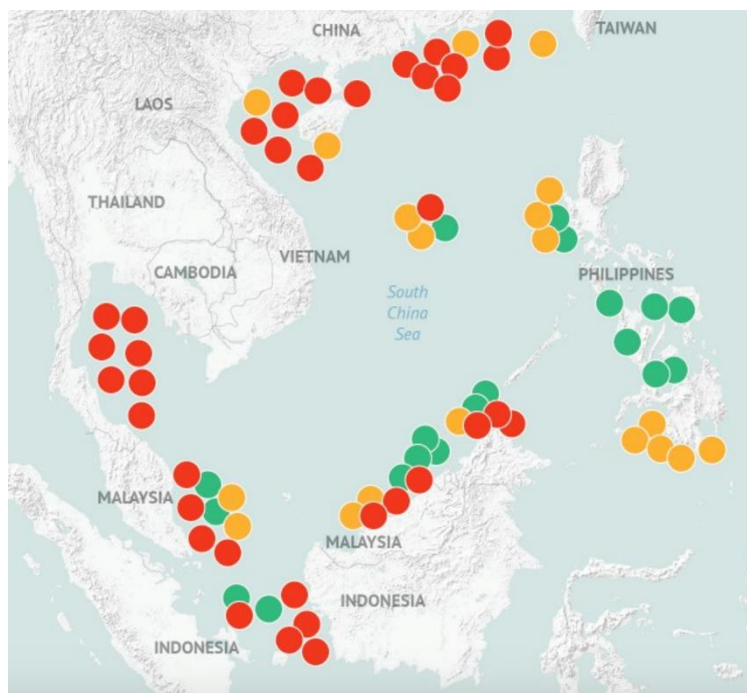 CHINA
TAIWAN
LAOS
THAILAND
VIETNAM
CAMBODIA
PHILIPPINES
South
China
Sea
MALAYSIA
MALAYSIA
INDONESIA
INDONESIA